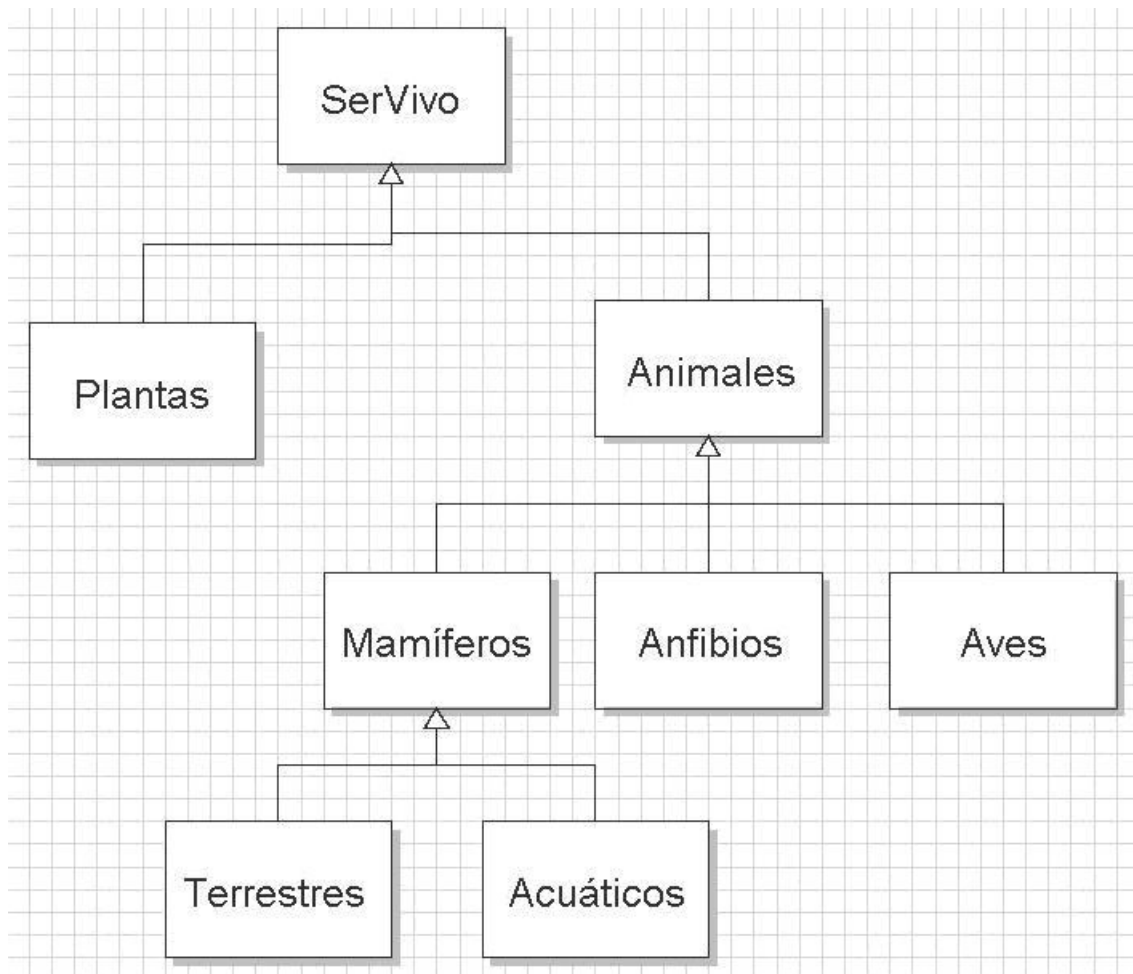 SerVivo
Plantas
Animales
Mamíferos
Anfibios
Aves
Terrestres
Acuáticos